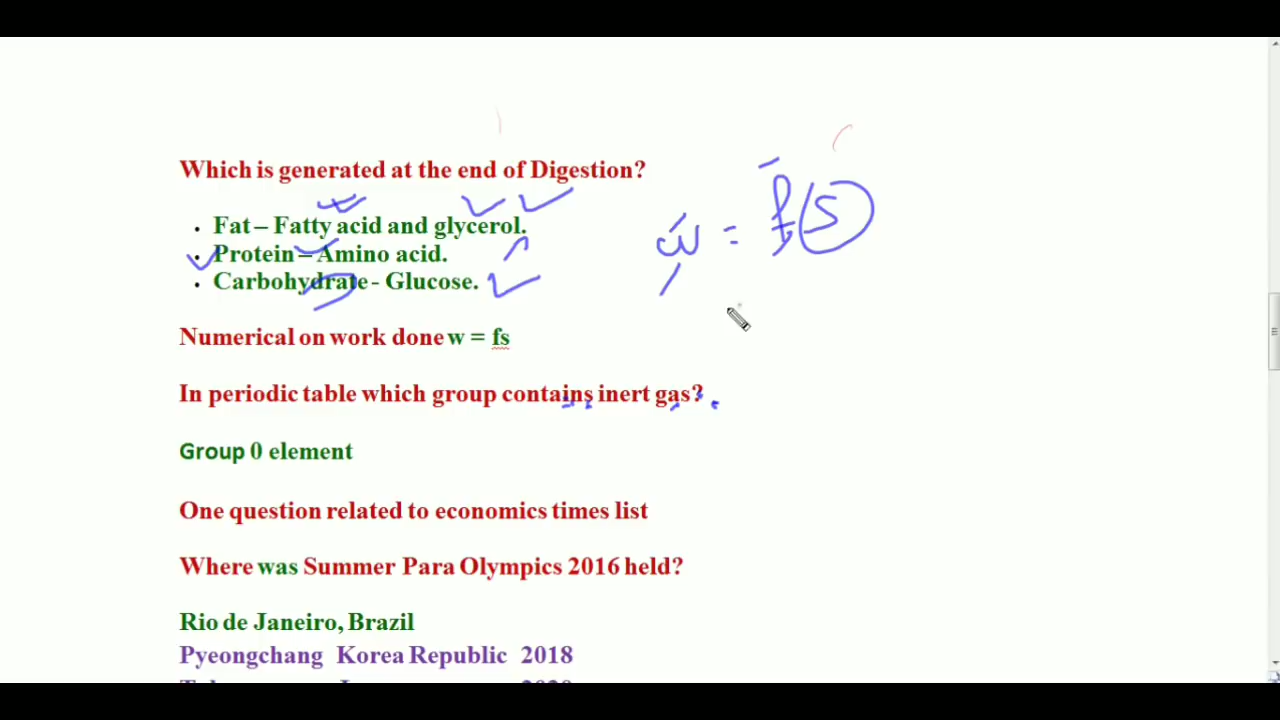 Which is generated at the end of Digestion?
• Fat – Fatty acid and glycerol.
• Protein – Amino acid.
• Carbohydrate - Glucose.
w = f(s)
Numerical on work done w = fs
In periodic table which group contains inert gas?
Group 0 element
One question related to economics times list
Where was Summer Para Olympics 2016 held?
Rio de Janeiro, Brazil
Pyeongchang Korea Republic 2018